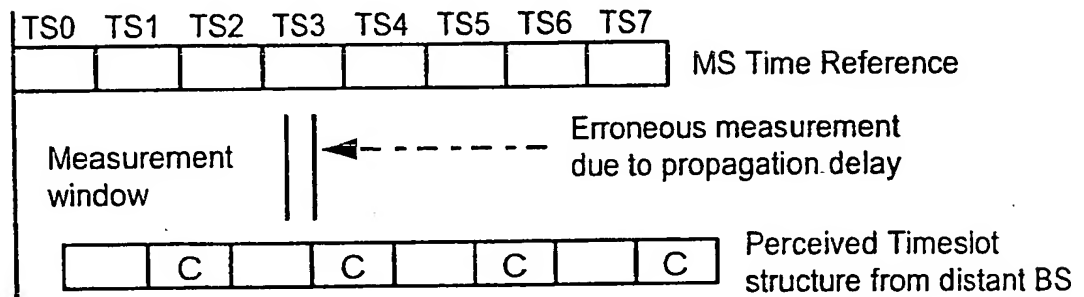 TS0 TS1 TS2 TS3 TS4 TS5 TS6 TS7
MS Time Reference
Measurement
window
Erroneous measurement
due to propagation delay
C C C C
Perceived Timeslot
structure from distant BS